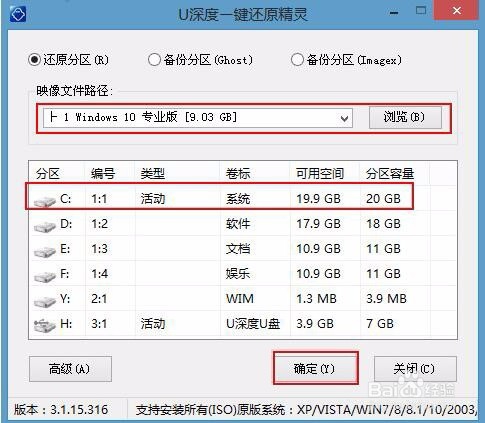 U深度一键还原精灵
还原分区(R) 备份分区(Ghost) 备份分区(Imagex)
映像文件路径:
├ 1 Windows 10 专业版 [9.03 GB] 浏览(B)
分区 编号 类型 卷标 可用空间 分区容量
C: 1:1 活动 系统 19.9 GB 20 GB
D: 1:2 软件 17.9 GB 18 GB
E: 1:3 文档 10.9 GB 11 GB
F: 1:4 娱乐 10.9 GB 11 GB
Y: 2:1 WIM 1.3 MB 3.9 MB
H: 3:1 活动 U深度U盘 3.9 GB 7 GB
高级(A) 确定(Y) 关闭(C)
Baidu经验
版本: 3.1.15.316 支持安装所有(ISO)原版系统: XP/VISTA/WIN7/8/8.1/10/2003/